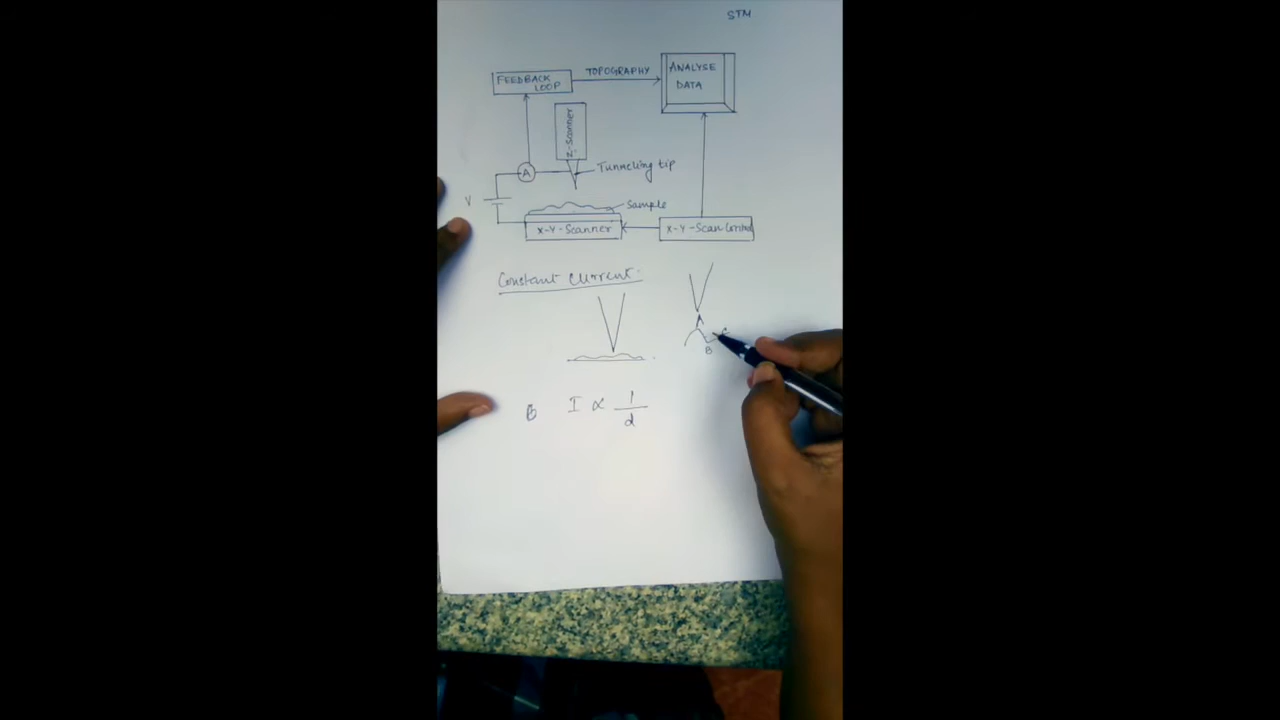 STM
FEEDBACK
LOOP
TOPOGRAPHY
ANALYSE
DATA
Z-Scanner
A
Tunneling tip
V
Sample
X-Y-Scanner
X-Y-Scan Control
Constant Current:
A
B
C
B I ∝ 1
d